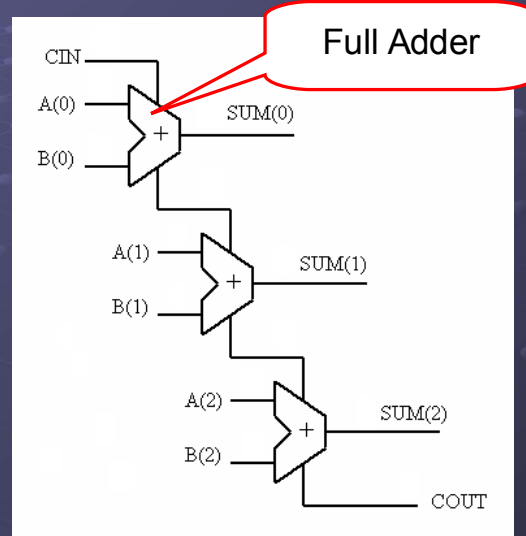 Full Adder
CIN
A(0)
SUM(0)
+
B(0)
A(1)
SUM(1)
+
B(1)
A(2)
SUM(2)
+
B(2)
COUT